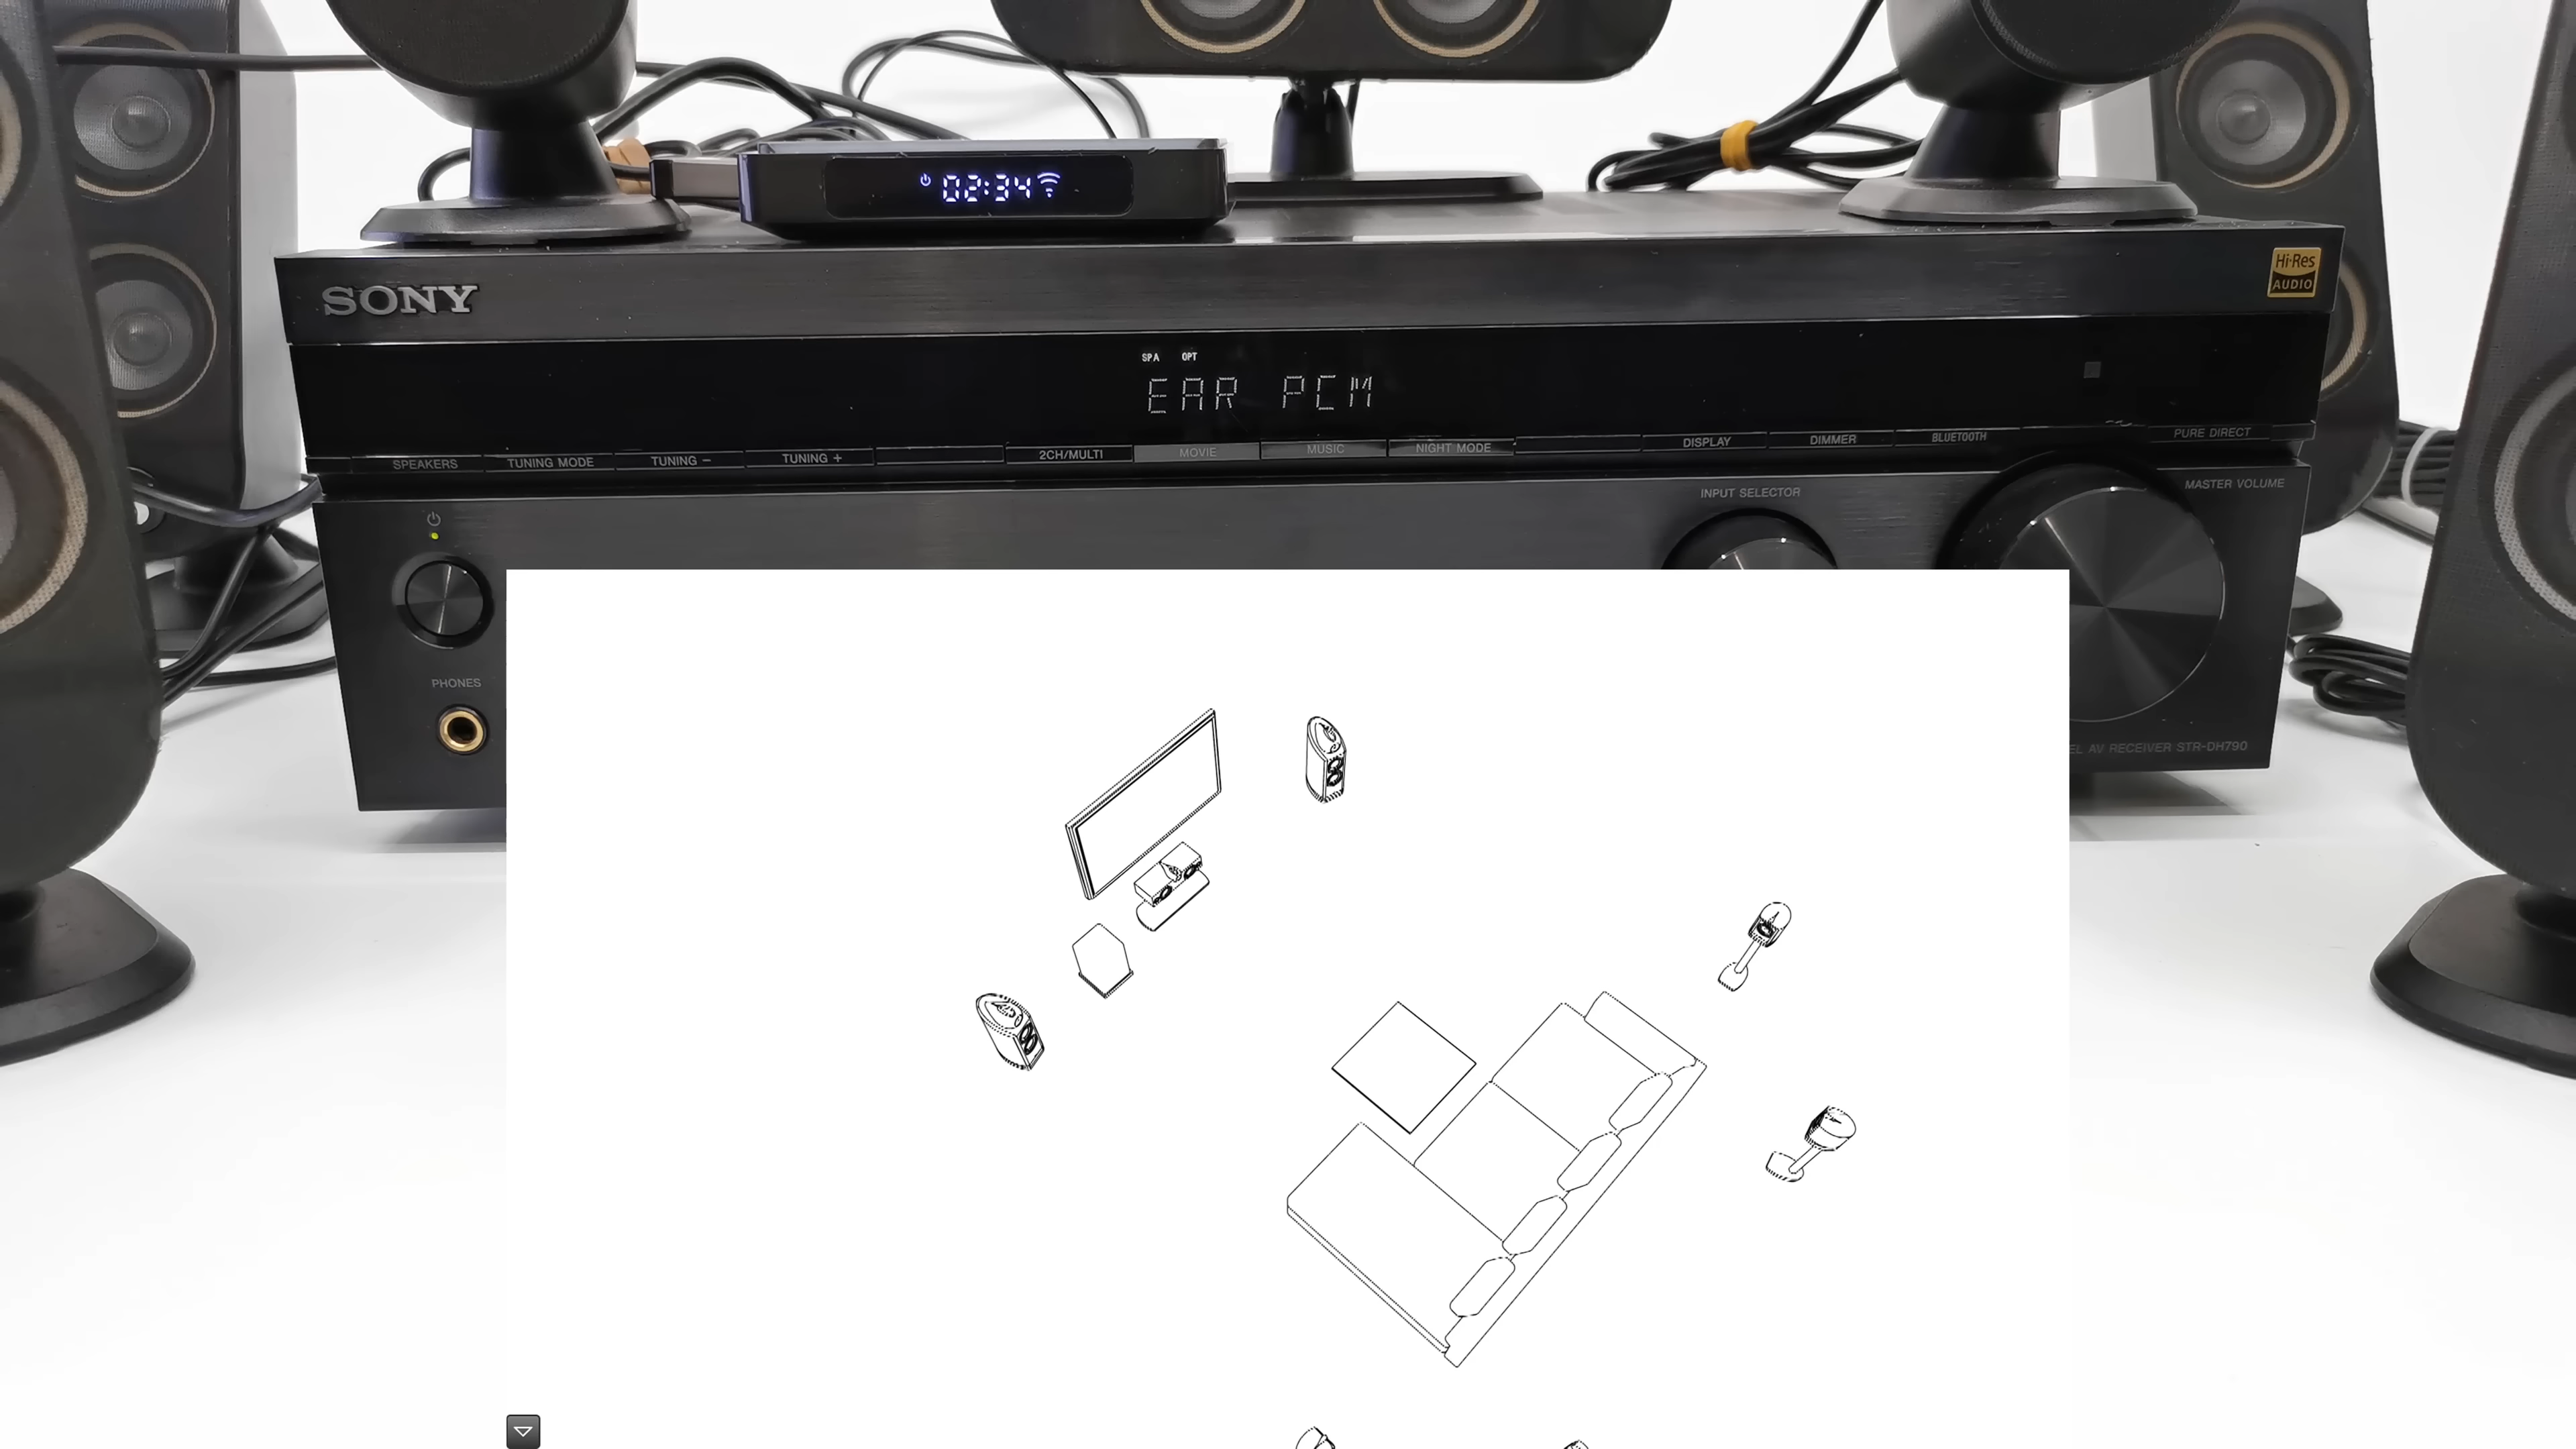 02:34
SONY
Hi-Res
AUDIO
SPA OPT
EAR PCM
SPEAKERS TUNING MODE TUNING − TUNING + 2CH/MULTI MOVIE MUSIC NIGHT MODE DISPLAY DIMMER BLUETOOTH PURE DIRECT
INPUT SELECTOR MASTER VOLUME
PHONES
AV RECEIVER STR-DH790